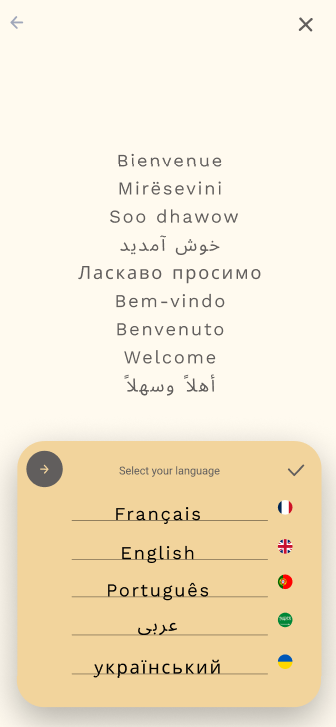 Bienvenue
Mirësevini
Soo dhawow
خوش آمدید
Ласкаво просимо
Bem-vindo
Benvenuto
Welcome
أهلاً وسهلاً
Select your language
Français
English
Português
عربى
український